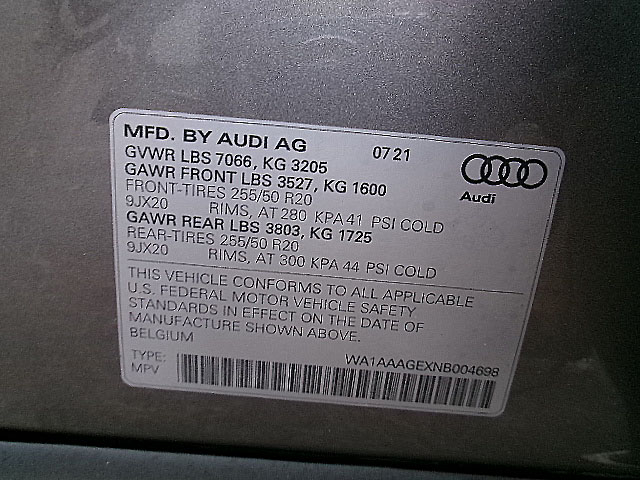 MFD. BY AUDI AG 07 21
GVWR LBS 7066, KG 3205
GAWR FRONT LBS 3527, KG 1600
FRONT-TIRES 255/50 R20
9JX20 RIMS, AT 280 KPA 41 PSI COLD
GAWR REAR LBS 3803, KG 1725
REAR-TIRES 255/50 R20
9JX20 RIMS, AT 300 KPA 44 PSI COLD
Audi
THIS VEHICLE CONFORMS TO ALL APPLICABLE
U.S. FEDERAL MOTOR VEHICLE SAFETY
STANDARDS IN EFFECT ON THE DATE OF
MANUFACTURE SHOWN ABOVE.
BELGIUM
TYPE: WA1AAAGEXNB004698
MPV